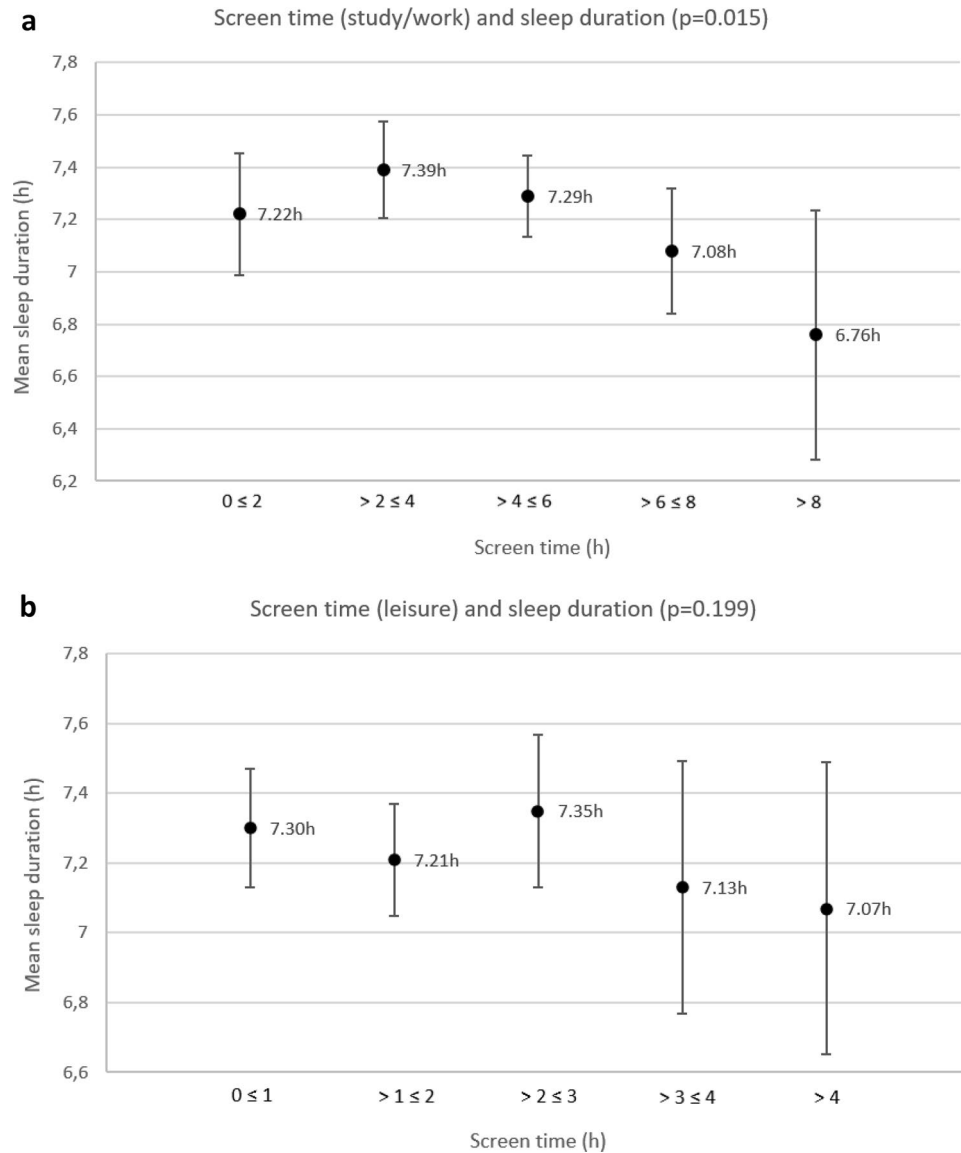 a
Screen time (study/work) and sleep duration (p=0.015)
7,8
7,6
7,4
7,2
7
6,8
6,6
6,4
6,2
Mean sleep duration (h)
7.22h
7.39h
7.29h
7.08h
6.76h
0 ≤ 2
> 2 ≤ 4
> 4 ≤ 6
> 6 ≤ 8
> 8
Screen time (h)
b
Screen time (leisure) and sleep duration (p=0.199)
7,8
7,6
7,4
7,2
7
6,8
6,6
Mean sleep duration (h)
7.30h
7.21h
7.35h
7.13h
7.07h
0 ≤ 1
> 1 ≤ 2
> 2 ≤ 3
> 3 ≤ 4
> 4
Screen time (h)